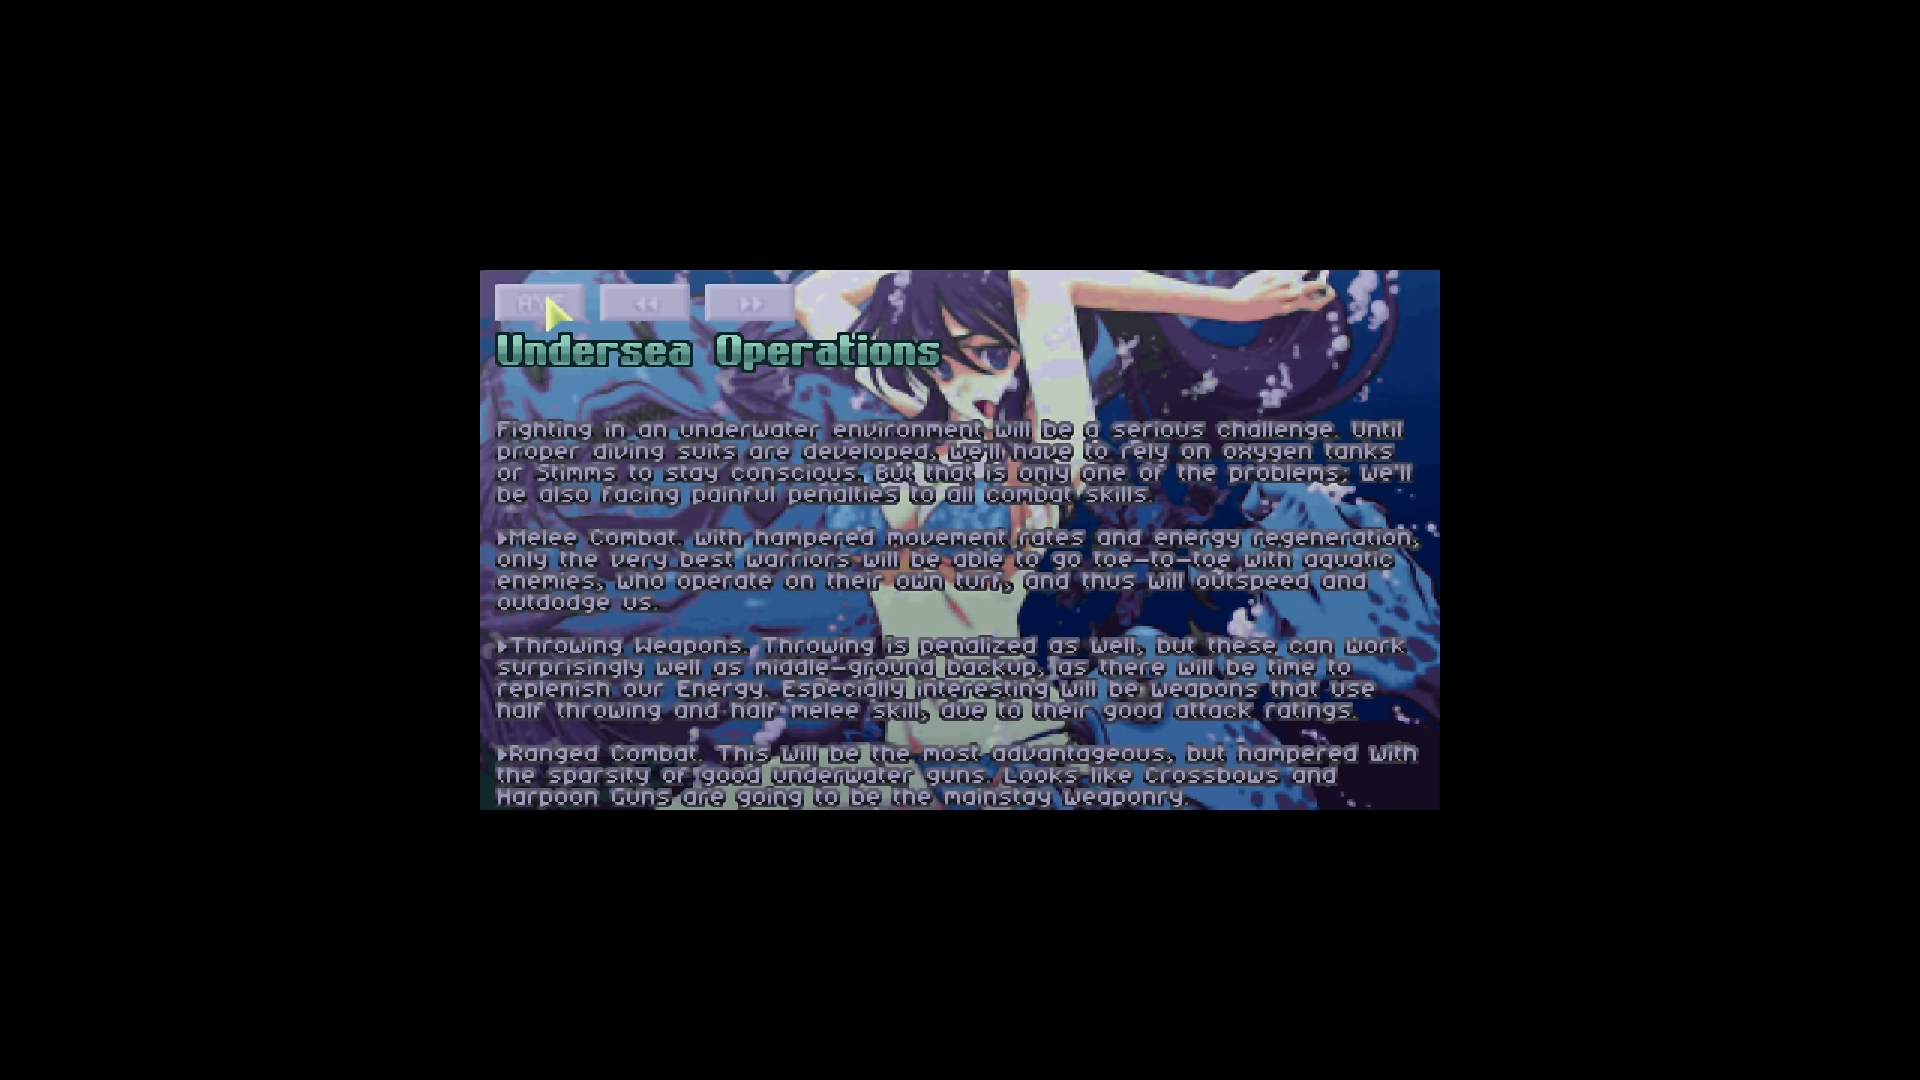 AYE
Undersea Operations
Fighting in an underwater environment will be a serious challenge. Until
proper diving suits are developed, we'll have to rely on oxygen tanks
or Stimms to stay conscious. But that is only one of the problems; we'll
be also facing painful penalties to all combat skills.
Melee Combat. With hampered movement rates and energy regeneration,
only the very best warriors will be able to go toe-to-toe with aquatic
enemies, who operate on their own turf, and thus will outspeed and
outdodge us.
Throwing Weapons. Throwing is penalized as well, but these can work
surprisingly well as middle-ground backup, as there will be time to
replenish our Energy. Especially interesting will be weapons that use
half throwing and half melee skill, due to their good attack ratings.
Ranged Combat. This will be the most advantageous, but hampered with
the sparsity of good underwater guns. Looks like Crossbows and
Harpoon Guns are going to be the mainstay weaponry.